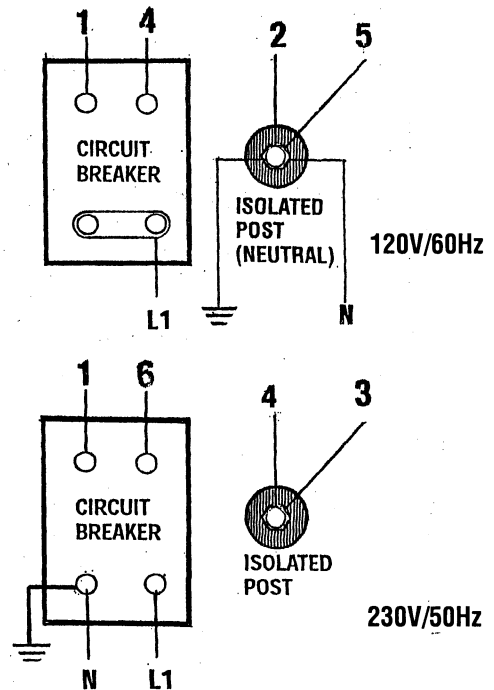 1 4 2 5
CIRCUIT
BREAKER
ISOLATED
POST
(NEUTRAL)
120V/60Hz
L1
N
1 6 4 3
CIRCUIT
BREAKER
ISOLATED
POST
230V/50Hz
N L1